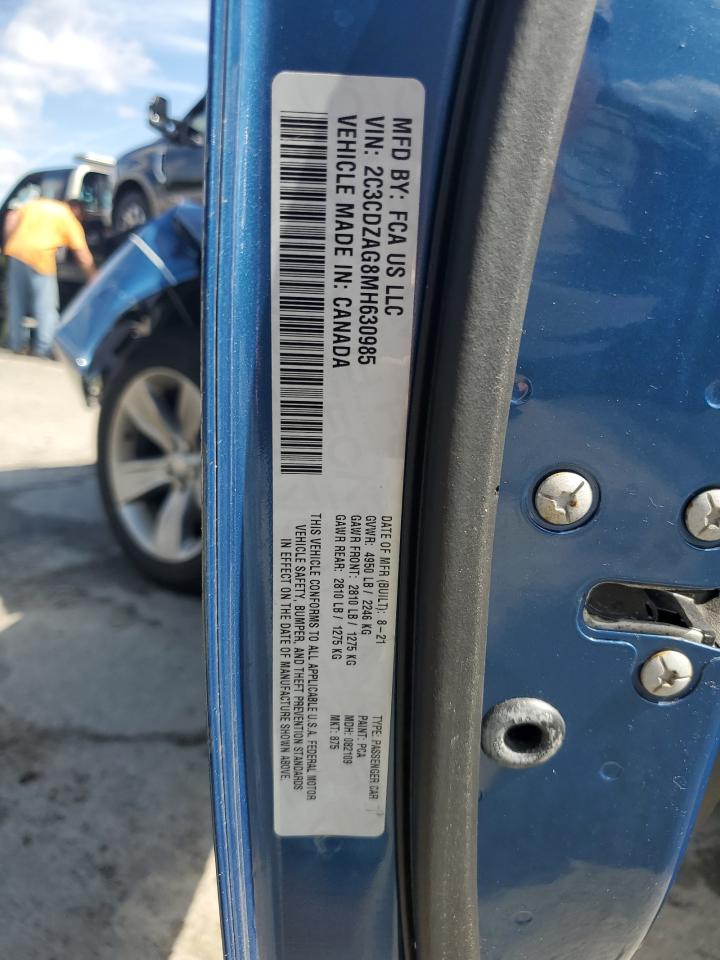 MFD BY: FCA US LLC
VIN: 2C3CDZAG8MH630985
VEHICLE MADE IN: CANADA
DATE OF MFR (BUILT): 8-21
GVWR: 4950 LB / 2246 KG
GAWR FRONT: 2810 LB / 1275 KG
GAWR REAR: 2810 LB / 1275 KG
TYPE: PASSENGER CAR
PAINT: PCA
MDH: 082109
MKT: 875
THIS VEHICLE CONFORMS TO ALL APPLICABLE U.S.A. FEDERAL MOTOR
VEHICLE SAFETY, BUMPER, AND THEFT PREVENTION STANDARDS
IN EFFECT ON THE DATE OF MANUFACTURE SHOWN ABOVE.